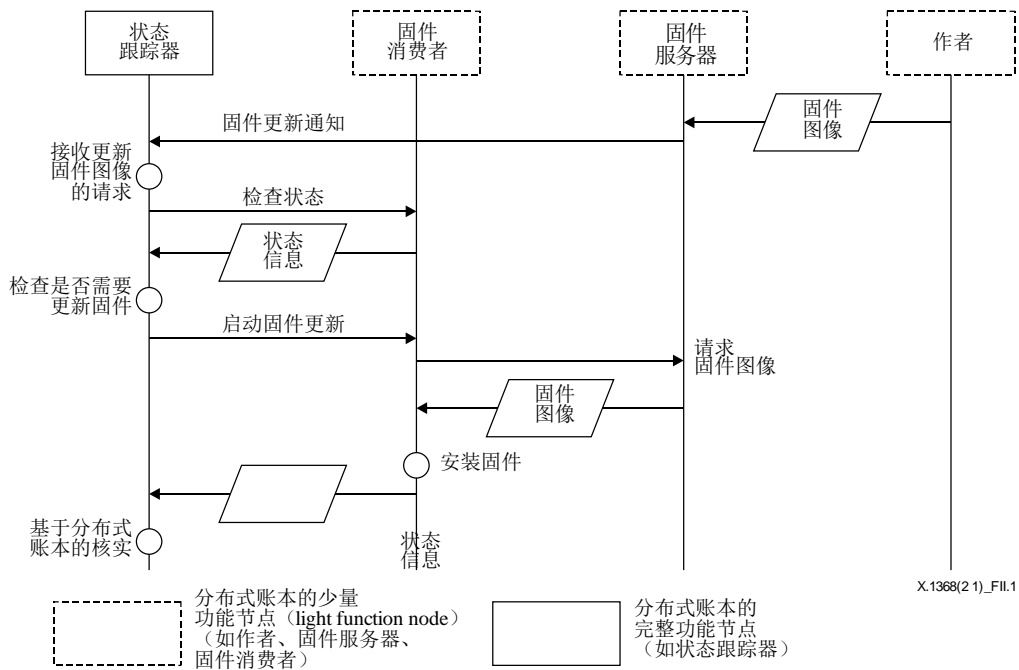 状态
跟踪器
固件
消费者
固件
服务器
作者
固件
图像
固件更新通知
接收更新
固件图像
的请求
检查状态
状态
信息
检查是否需要
更新固件
启动固件更新
请求
固件图像
固件
图像
安装固件
基于分布式
账本的核实
状态
信息
X.1368(21)_FII.1
分布式账本的少量
功能节点（light function node）
（如作者、固件服务器、
固件消费者）
分布式账本的
完整功能节点
（如状态跟踪器）